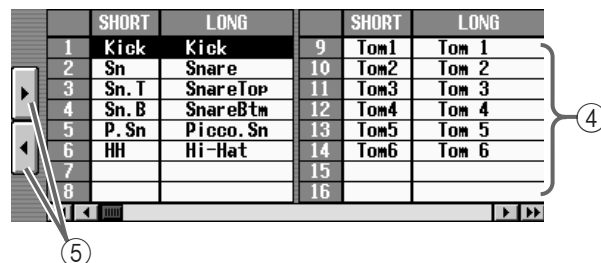 SHORT LONG SHORT LONG
1 Kick Kick 9 Tom1 Tom 1
2 Sn Snare 10 Tom2 Tom 2
3 Sn.T SnareTop 11 Tom3 Tom 3
4 Sn.B SnareBtm 12 Tom4 Tom 4
5 P.Sn Picco.Sn 13 Tom5 Tom 5
6 HH Hi-Hat 14 Tom6 Tom 6
7 15
8 16
④
⑤